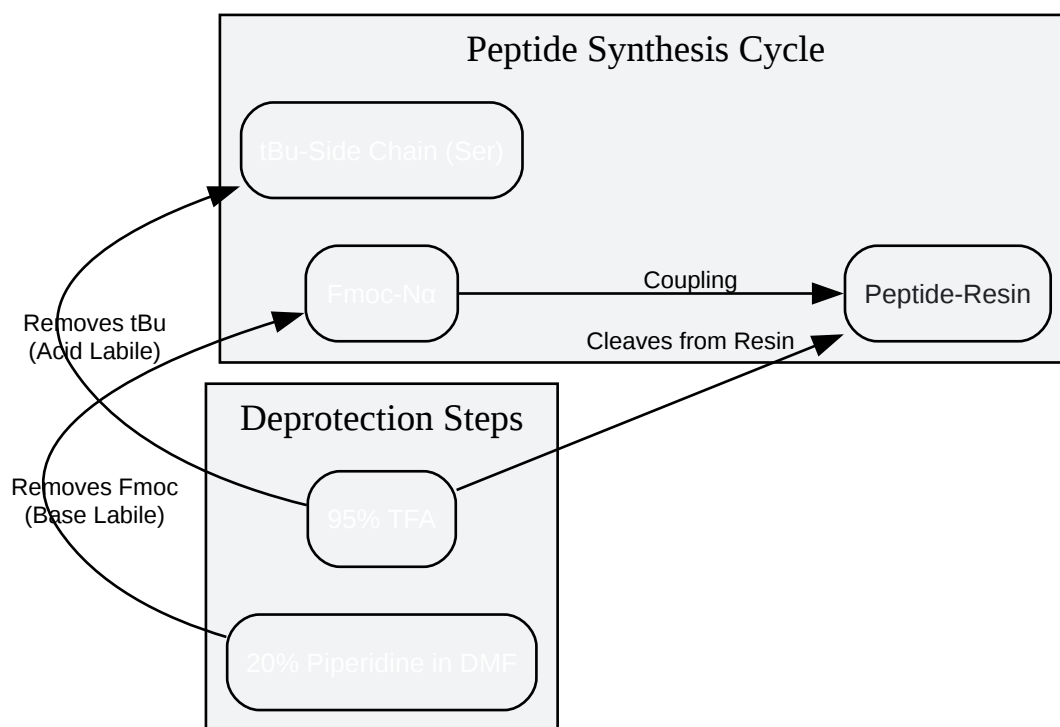 Peptide Synthesis Cycle
tBu-Side Chain (Ser)
Fmoc-Nα
Coupling
Peptide-Resin
Removes tBu
(Acid Labile)
Cleaves from Resin
Deprotection Steps
Removes Fmoc
(Base Labile)
95% TFA
20% Piperidine in DMF